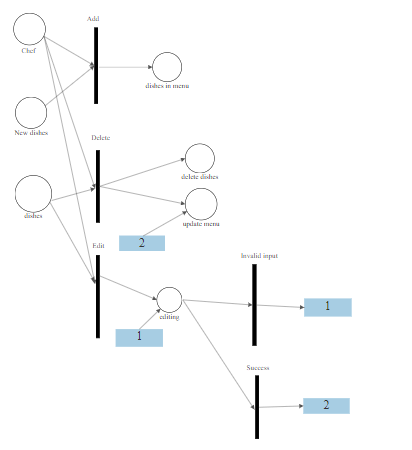 Add
Chef
dishes in menu
New dishes
Delete
delete dishes
dishes
update menu
2
Edit
Invalid input
editing
1
1
Success
2